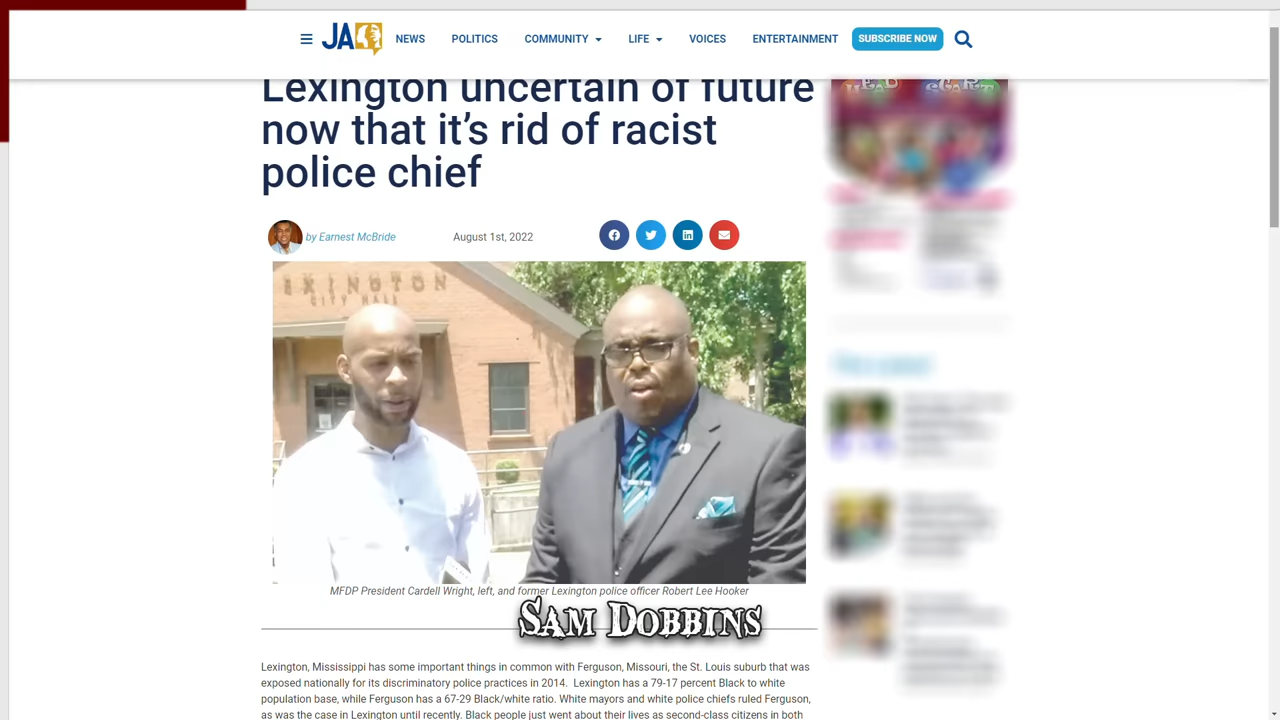 JA
NEWS
POLITICS
COMMUNITY
LIFE
VOICES
ENTERTAINMENT
SUBSCRIBE NOW
Lexington uncertain of future
now that it’s rid of racist
police chief
by Earnest McBride
August 1st, 2022
LEXINGTON
CITY HALL
MFDP President Cardell Wright, left, and former Lexington police officer Robert Lee Hooker
SAM DOBBINS
Lexington, Mississippi has some important things in common with Ferguson, Missouri, the St. Louis suburb that was
exposed nationally for its discriminatory police practices in 2014. Lexington has a 79-17 percent Black to white
population base, while Ferguson has a 67-29 Black/white ratio. White mayors and white police chiefs ruled Ferguson,
as was the case in Lexington until recently. Black people just went about their lives as second-class citizens in both